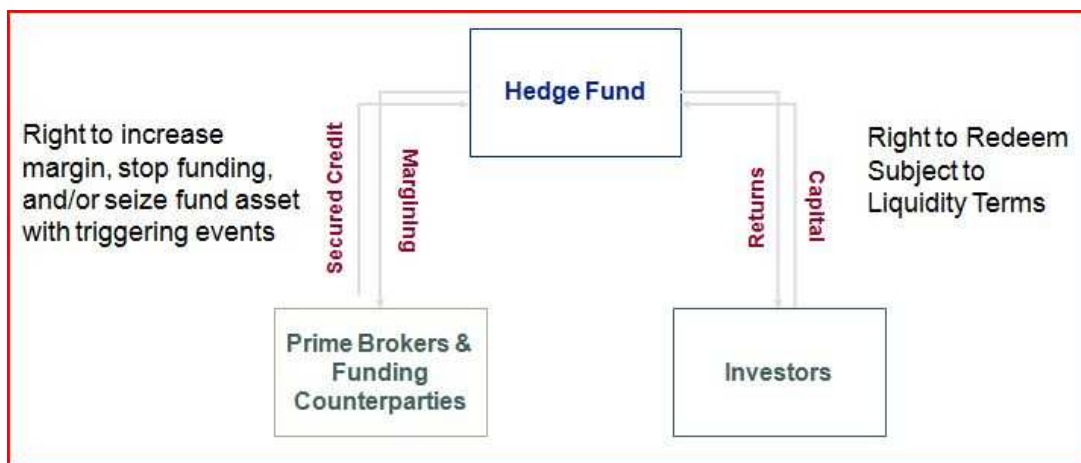 Hedge Fund
Right to increase
margin, stop funding,
and/or seize fund asset
with triggering events
Secured Credit
Margining
Returns
Capital
Right to Redeem
Subject to
Liquidity Terms
Prime Brokers &
Funding
Counterparties
Investors